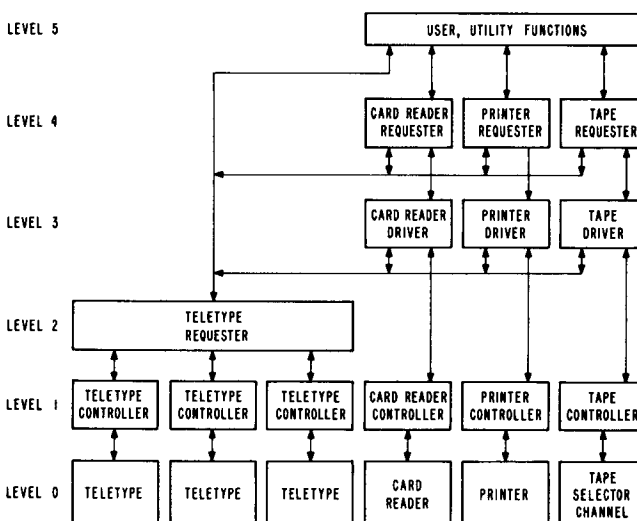 LEVEL 5
USER, UTILITY FUNCTIONS
LEVEL 4
CARD READER
REQUESTER
PRINTER
REQUESTER
TAPE
REQUESTER
LEVEL 3
CARD READER
DRIVER
PRINTER
DRIVER
TAPE
DRIVER
LEVEL 2
TELETYPE
REQUESTER
LEVEL I
TELETYPE
CONTROLLER
TELETYPE
CONTROLLER
TELETYPE
CONTROLLER
CARD READER
CONTROLLER
PRINTER
CONTROLLER
TAPE
CONTROLLER
LEVEL 0
TELETYPE
TELETYPE
TELETYPE
CARD
READER
PRINTER
TAPE
SELECTOR
CHANNEL